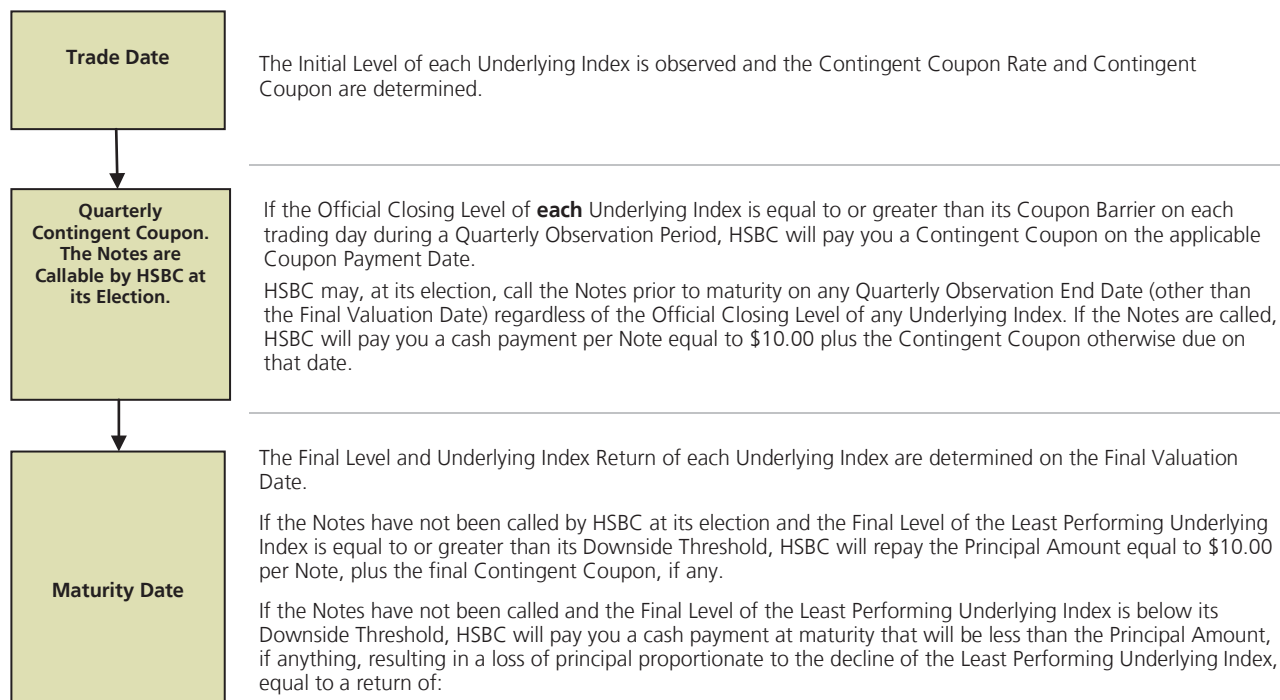 Trade Date
The Initial Level of each Underlying Index is observed and the Contingent Coupon Rate and Contingent
Coupon are determined.
Quarterly
Contingent Coupon.
The Notes are
Callable by HSBC at
its Election.
If the Official Closing Level of each Underlying Index is equal to or greater than its Coupon Barrier on each
trading day during a Quarterly Observation Period, HSBC will pay you a Contingent Coupon on the applicable
Coupon Payment Date.
HSBC may, at its election, call the Notes prior to maturity on any Quarterly Observation End Date (other than
the Final Valuation Date) regardless of the Official Closing Level of any Underlying Index. If the Notes are called,
HSBC will pay you a cash payment per Note equal to $10.00 plus the Contingent Coupon otherwise due on
that date.
Maturity Date
The Final Level and Underlying Index Return of each Underlying Index are determined on the Final Valuation
Date.
If the Notes have not been called by HSBC at its election and the Final Level of the Least Performing Underlying
Index is equal to or greater than its Downside Threshold, HSBC will repay the Principal Amount equal to $10.00
per Note, plus the final Contingent Coupon, if any.
If the Notes have not been called and the Final Level of the Least Performing Underlying Index is below its
Downside Threshold, HSBC will pay you a cash payment at maturity that will be less than the Principal Amount,
if anything, resulting in a loss of principal proportionate to the decline of the Least Performing Underlying Index,
equal to a return of: